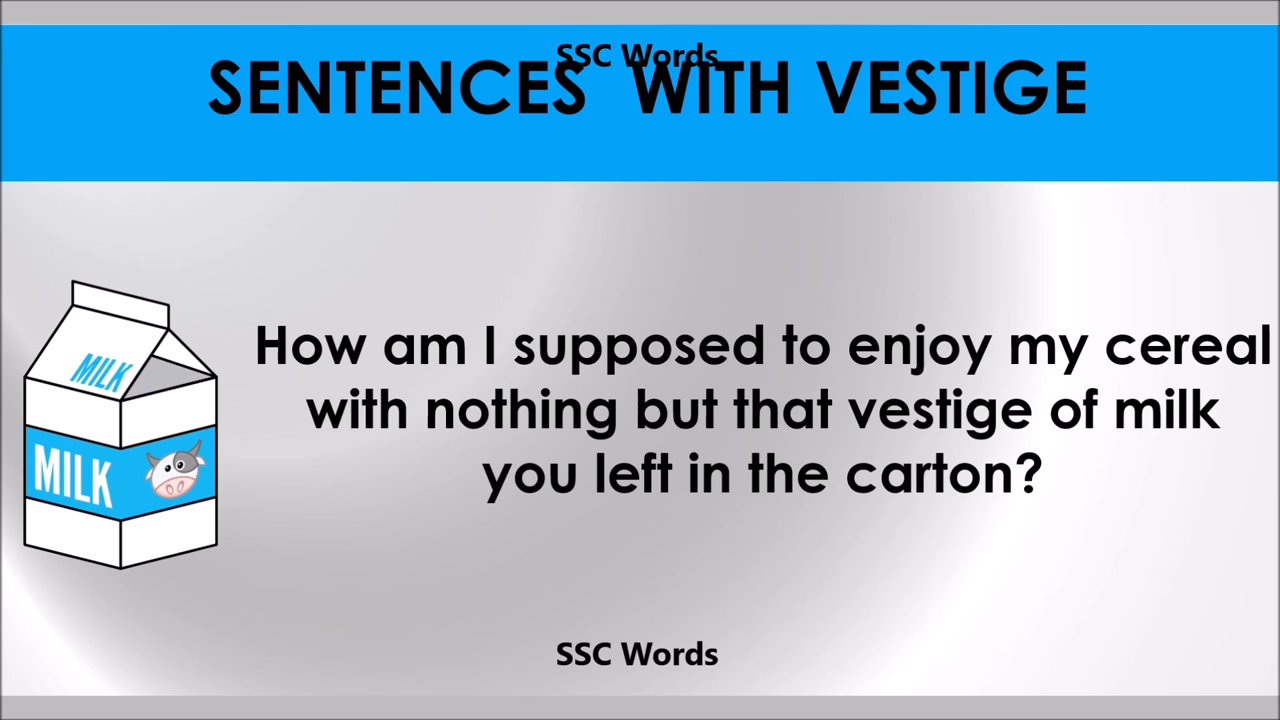 SSC Words
SENTENCES WITH VESTIGE
MILK
MILK
How am I supposed to enjoy my cereal
with nothing but that vestige of milk
you left in the carton?
SSC Words